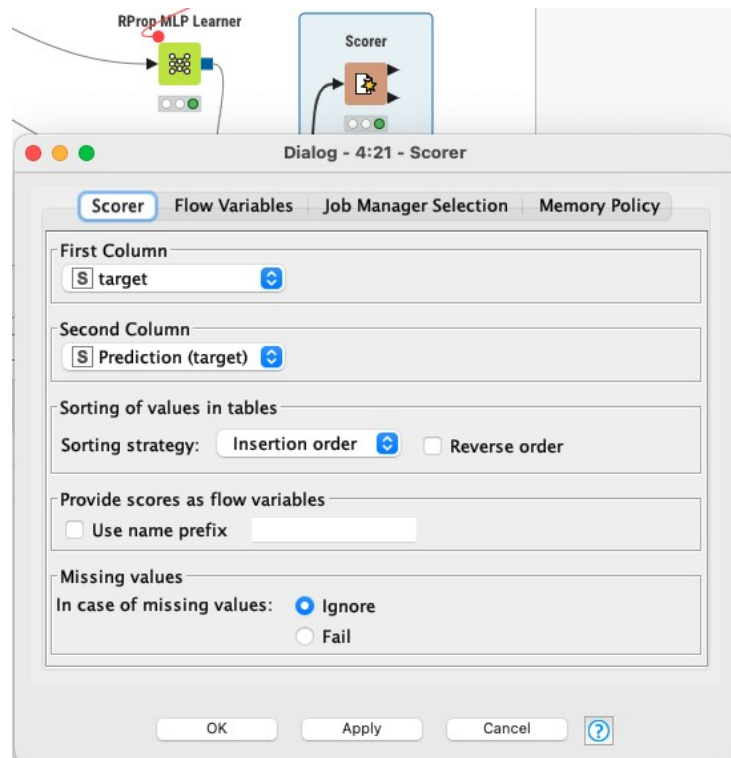 RProp MLP Learner
Scorer
Dialog - 4:21 - Scorer
Scorer Flow Variables Job Manager Selection Memory Policy
First Column
S target
Second Column
S Prediction (target)
Sorting of values in tables
Sorting strategy: Insertion order Reverse order
Provide scores as flow variables
Use name prefix
Missing values
In case of missing values: Ignore
Fail
OK Apply Cancel ?